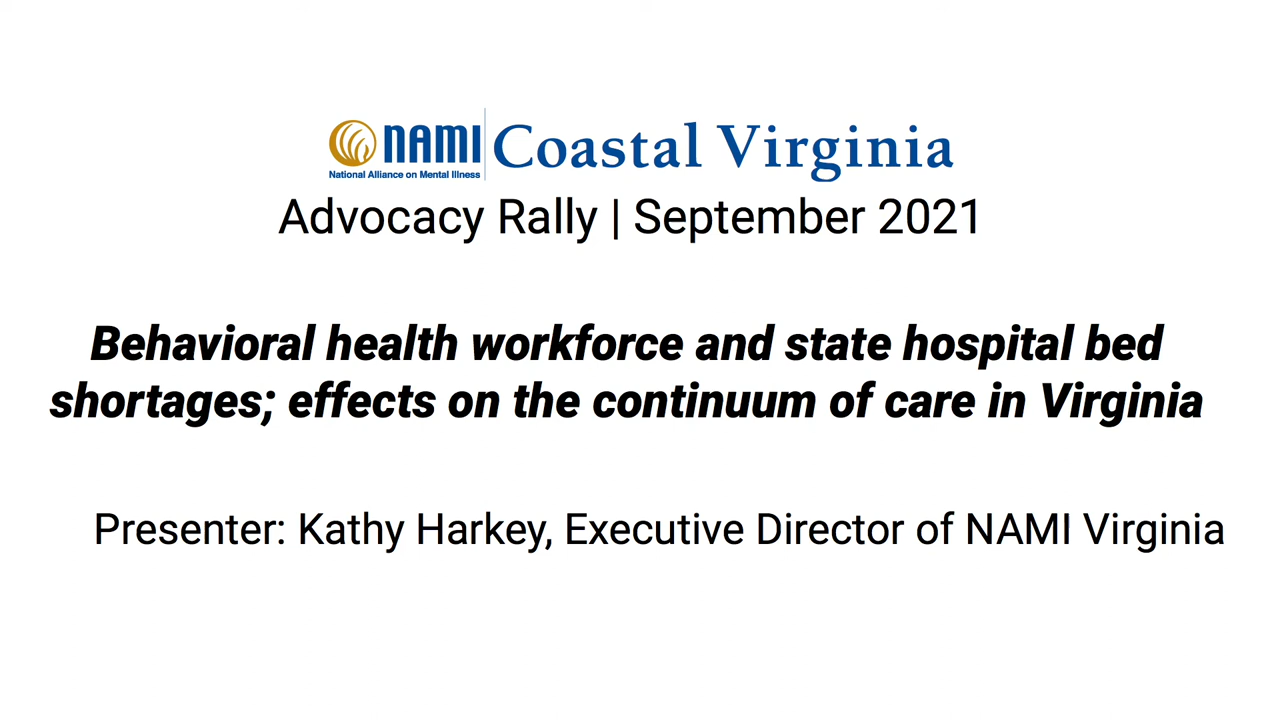 nami Coastal Virginia
National Alliance on Mental Illness
Advocacy Rally | September 2021
Behavioral health workforce and state hospital bed
shortages; effects on the continuum of care in Virginia
Presenter: Kathy Harkey, Executive Director of NAMI Virginia